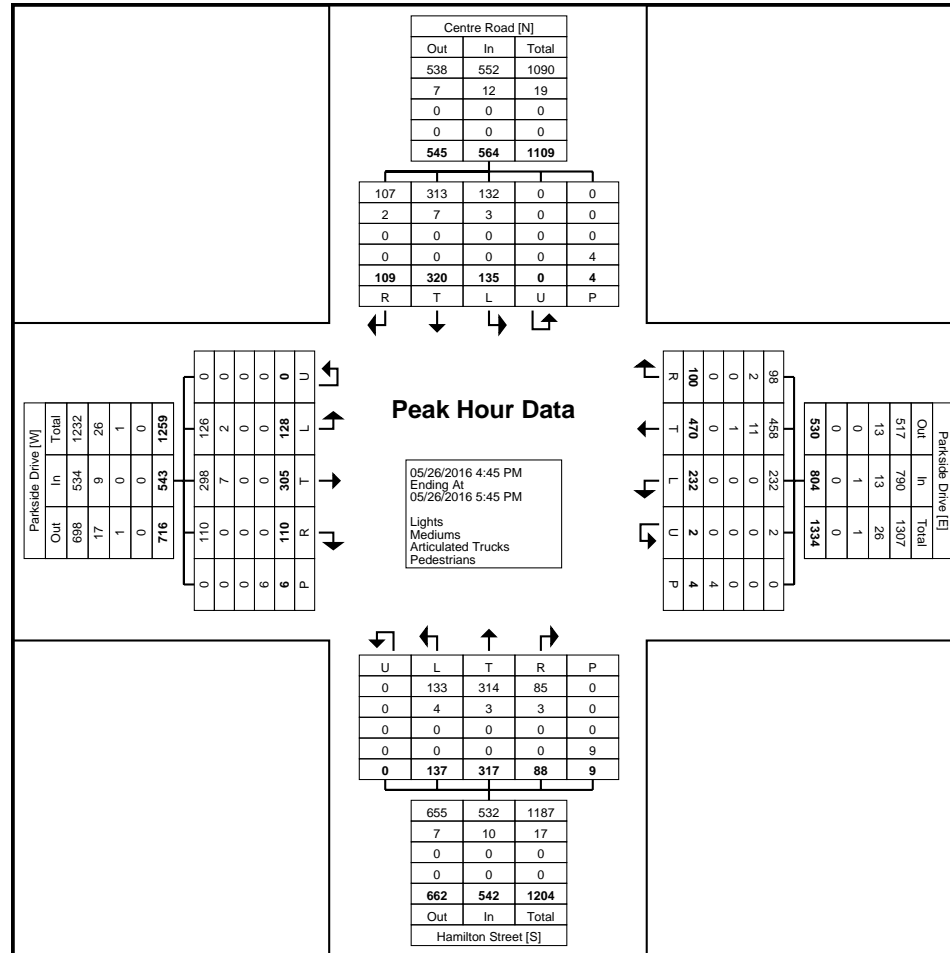 Centre Road [N]
Out In Total
538 552 1090
7 12 19
0 0 0
0 0 0
545 564 1109
107 313 132 0 0
2 7 3 0 0
0 0 0 0 0
0 0 0 0 4
109 320 135 0 4
R T L U P
Parkside Drive [W]
Out In Total
698 534 1232
17 9 26
1 0 1
0 0 0
716 543 1259
0 110 298 126 0
0 0 7 2 0
0 0 0 0 0
6 0 0 0 0
6 110 305 128 0
P R T L U
Peak Hour Data
05/26/2016 4:45 PM
Ending At
05/26/2016 5:45 PM
Lights
Mediums
Articulated Trucks
Pedestrians
Parkside Drive [E]
Out In Total
517 790 1307
13 13 26
0 1 1
0 0 0
530 804 1334
98 458 232 2 0
2 11 0 0 0
0 1 0 0 0
0 0 0 0 4
100 470 232 2 4
R T L U P
U L T R P
0 133 314 85 0
0 4 3 3 0
0 0 0 0 0
0 0 0 0 9
0 137 317 88 9
655 532 1187
7 10 17
0 0 0
0 0 0
662 542 1204
Out In Total
Hamilton Street [S]